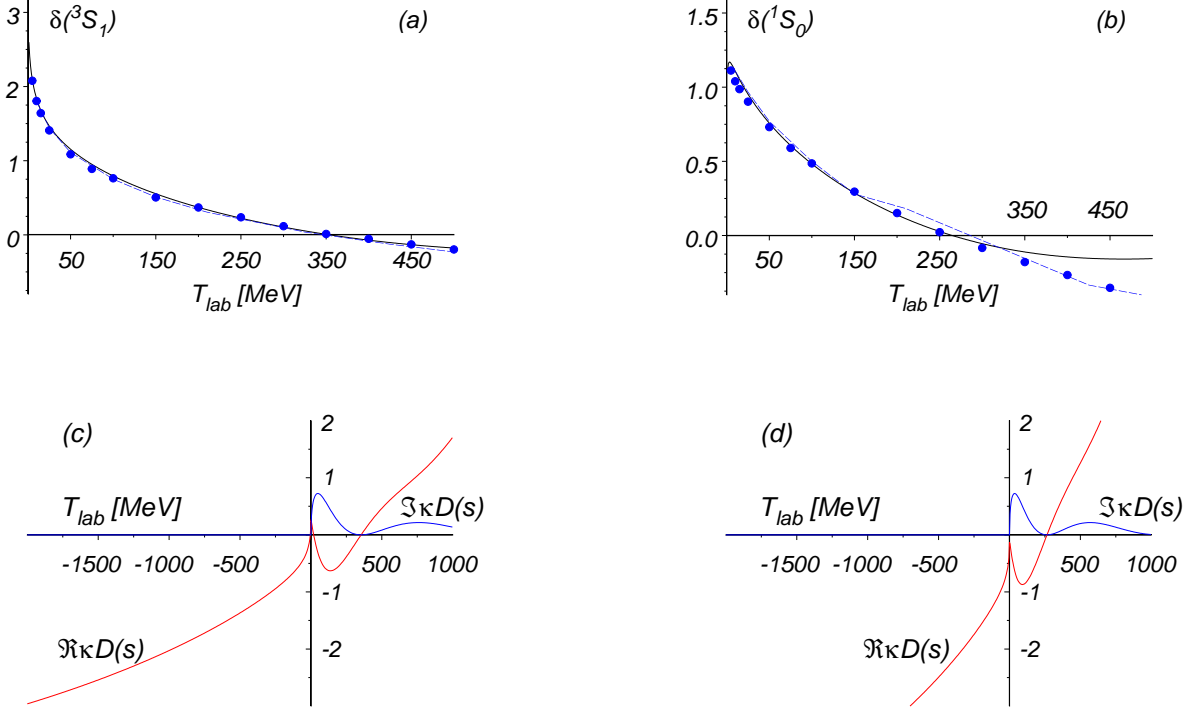 δ(³S₁) (a)
3
2
1
0
50 150 250 350 450
T_lab [MeV]
δ(¹S₀) (b)
1.5
1.0
0.5
0.0
350 450
50 150 250
T_lab [MeV]
(c)
2
1
T_lab [MeV]
ℑκD(s)
-1500 -1000 -500 500 1000
-1
ℜκD(s)
-2
(d)
2
1
T_lab [MeV]
ℑκD(s)
-1500 -1000 -500 500 1000
-1
ℜκD(s)
-2